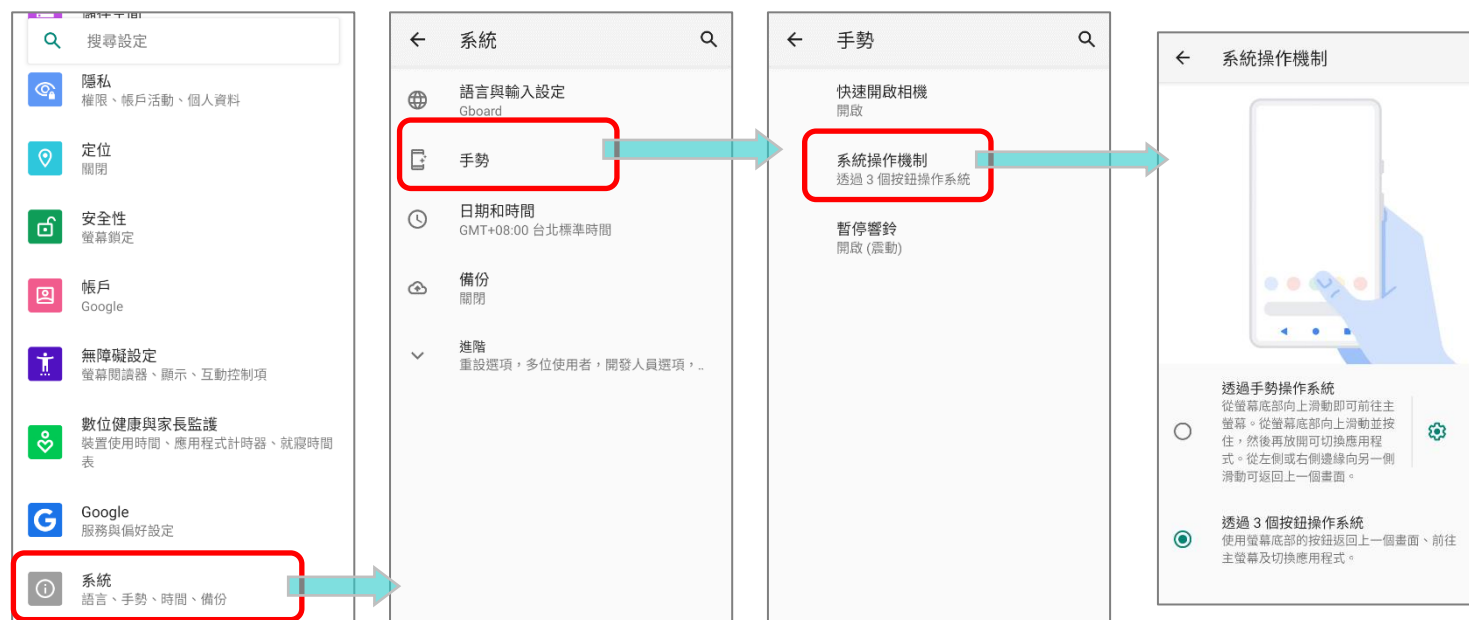 搜尋設定
隱私
權限、帳戶活動、個人資料
定位
關閉
安全性
螢幕鎖定
帳戶
Google
無障礙設定
螢幕閱讀器、顯示、互動控制項
數位健康與家長監護
裝置使用時間、應用程式計時器、就寢時間
表
Google
服務與偏好設定
系統
語言、手勢、時間、備份
系統
語言與輸入設定
Gboard
手勢
日期和時間
GMT+08:00 台北標準時間
備份
關閉
進階
重設選項，多位使用者，開發人員選項，..
手勢
快速開啟相機
開啟
系統操作機制
透過 3 個按鈕操作系統
暫停響鈴
開啟 (震動)
系統操作機制
透過手勢操作系統
從螢幕底部向上滑動即可前往主
螢幕。從螢幕底部向上滑動並按
住，然後再放開可切換應用程
式。從左側或右側邊緣向另一側
滑動可返回上一個畫面。
透過 3 個按鈕操作系統
使用螢幕底部的按鈕返回上一個畫面、前往
主螢幕及切換應用程式。